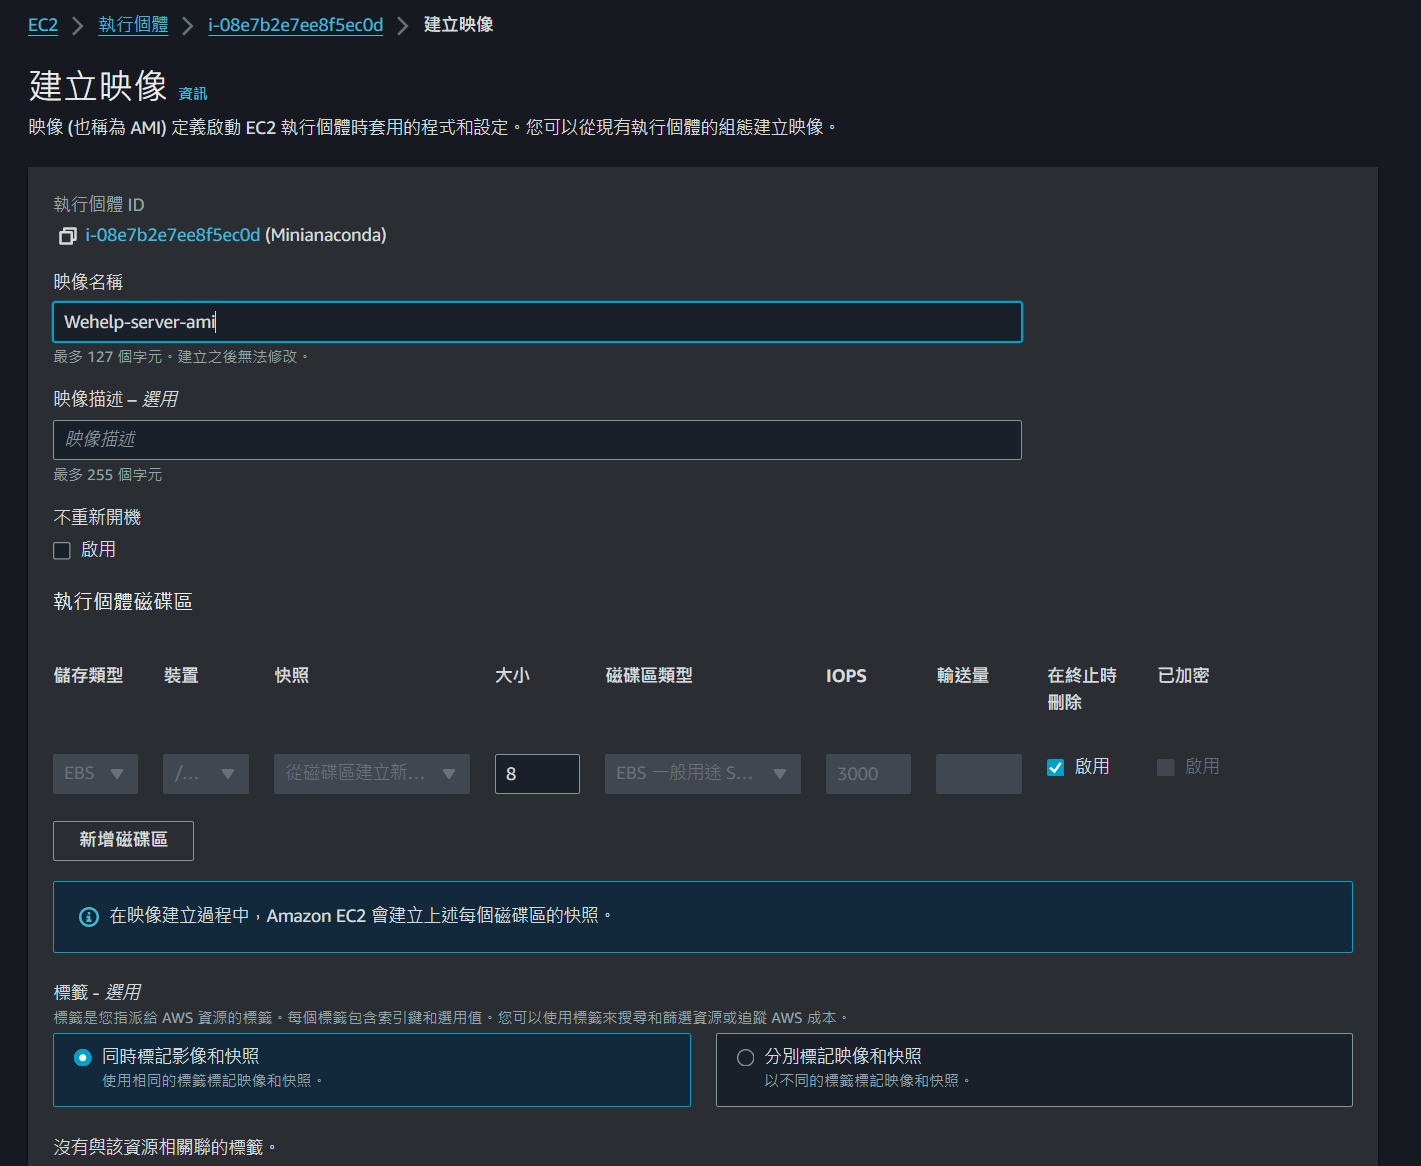 EC2 > 執行個體 > i-08e7b2e7ee8f5ec0d > 建立映像
建立映像 資訊
映像 (也稱為 AMI) 定義啟動 EC2 執行個體時套用的程式和設定。您可以從現有執行個體的組態建立映像。
執行個體 ID
i-08e7b2e7ee8f5ec0d (Minianaconda)
映像名稱
Wehelp-server-ami
最多 127 個字元。建立之後無法修改。
映像描述 – 選用
映像描述
最多 255 個字元
不重新開機
啟用
執行個體磁碟區
儲存類型 裝置 快照 大小 磁碟區類型 IOPS 輸送量 在終止時刪除 已加密
EBS /... 從磁碟區建立新... 8 EBS 一般用途 S... 3000 啟用 啟用
新增磁碟區
在映像建立過程中，Amazon EC2 會建立上述每個磁碟區的快照。
標籤 - 選用
標籤是您指派給 AWS 資源的標籤。每個標籤包含索引鍵和選用值。您可以使用標籤來搜尋和篩選資源或追蹤 AWS 成本。
同時標記影像和快照
使用相同的標籤標記映像和快照。
分別標記映像和快照
以不同的標籤標記映像和快照。
沒有與該資源相關聯的標籤。